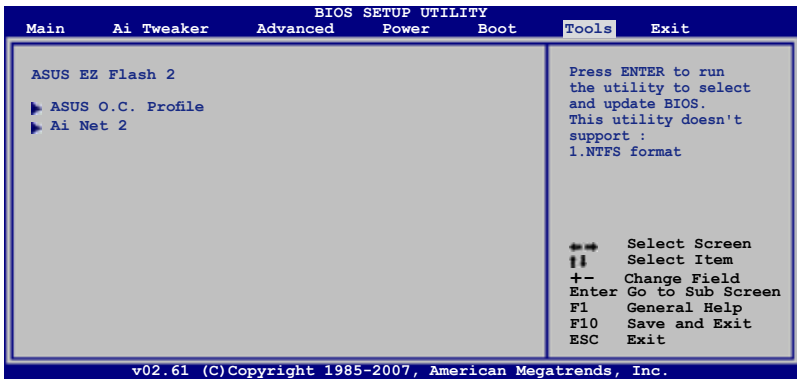 BIOS SETUP UTILITY
Main Ai Tweaker Advanced Power Boot Tools Exit
ASUS EZ Flash 2
ASUS O.C. Profile
Ai Net 2
Press ENTER to run
the utility to select
and update BIOS.
This utility doesn't
support :
1.NTFS format
Select Screen
Select Item
+- Change Field
Enter Go to Sub Screen
F1 General Help
F10 Save and Exit
ESC Exit
v02.61 (C)Copyright 1985-2007, American Megatrends, Inc.